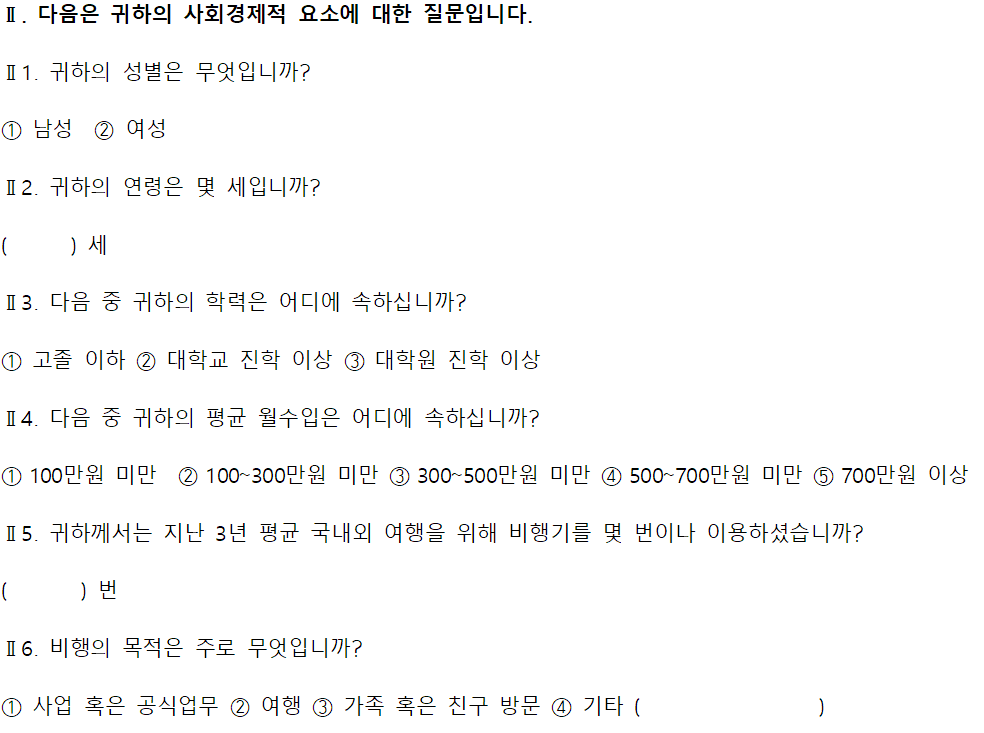 Ⅱ. 다음은 귀하의 사회경제적 요소에 대한 질문입니다.
Ⅱ1. 귀하의 성별은 무엇입니까?
① 남성 ② 여성
Ⅱ2. 귀하의 연령은 몇 세입니까?
(      ) 세
Ⅱ3. 다음 중 귀하의 학력은 어디에 속하십니까?
① 고졸 이하 ② 대학교 진학 이상 ③ 대학원 진학 이상
Ⅱ4. 다음 중 귀하의 평균 월수입은 어디에 속하십니까?
① 100만원 미만 ② 100~300만원 미만 ③ 300~500만원 미만 ④ 500~700만원 미만 ⑤ 700만원 이상
Ⅱ5. 귀하께서는 지난 3년 평균 국내외 여행을 위해 비행기를 몇 번이나 이용하셨습니까?
(       ) 번
Ⅱ6. 비행의 목적은 주로 무엇입니까?
① 사업 혹은 공식업무 ② 여행 ③ 가족 혹은 친구 방문 ④ 기타 (                 )